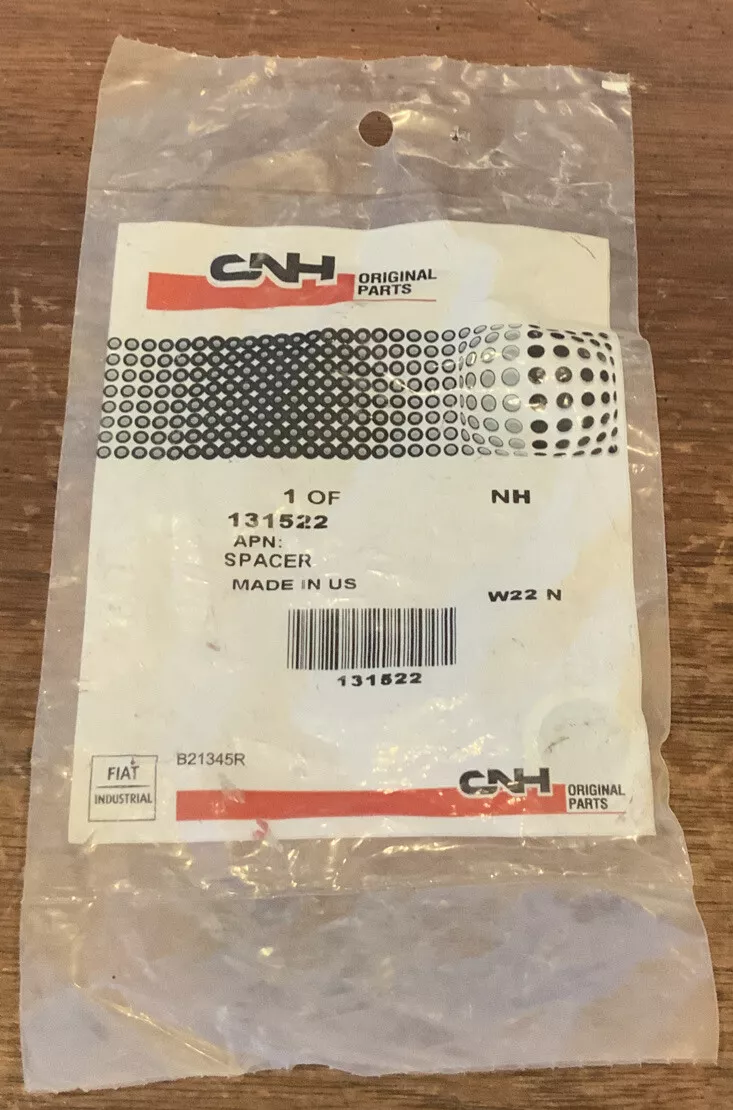 CNH ORIGINAL PARTS
1 OF NH
131522
APN:
SPACER
MADE IN US
W22 N
131522
B21345R
FIAT
INDUSTRIAL
CNH ORIGINAL PARTS